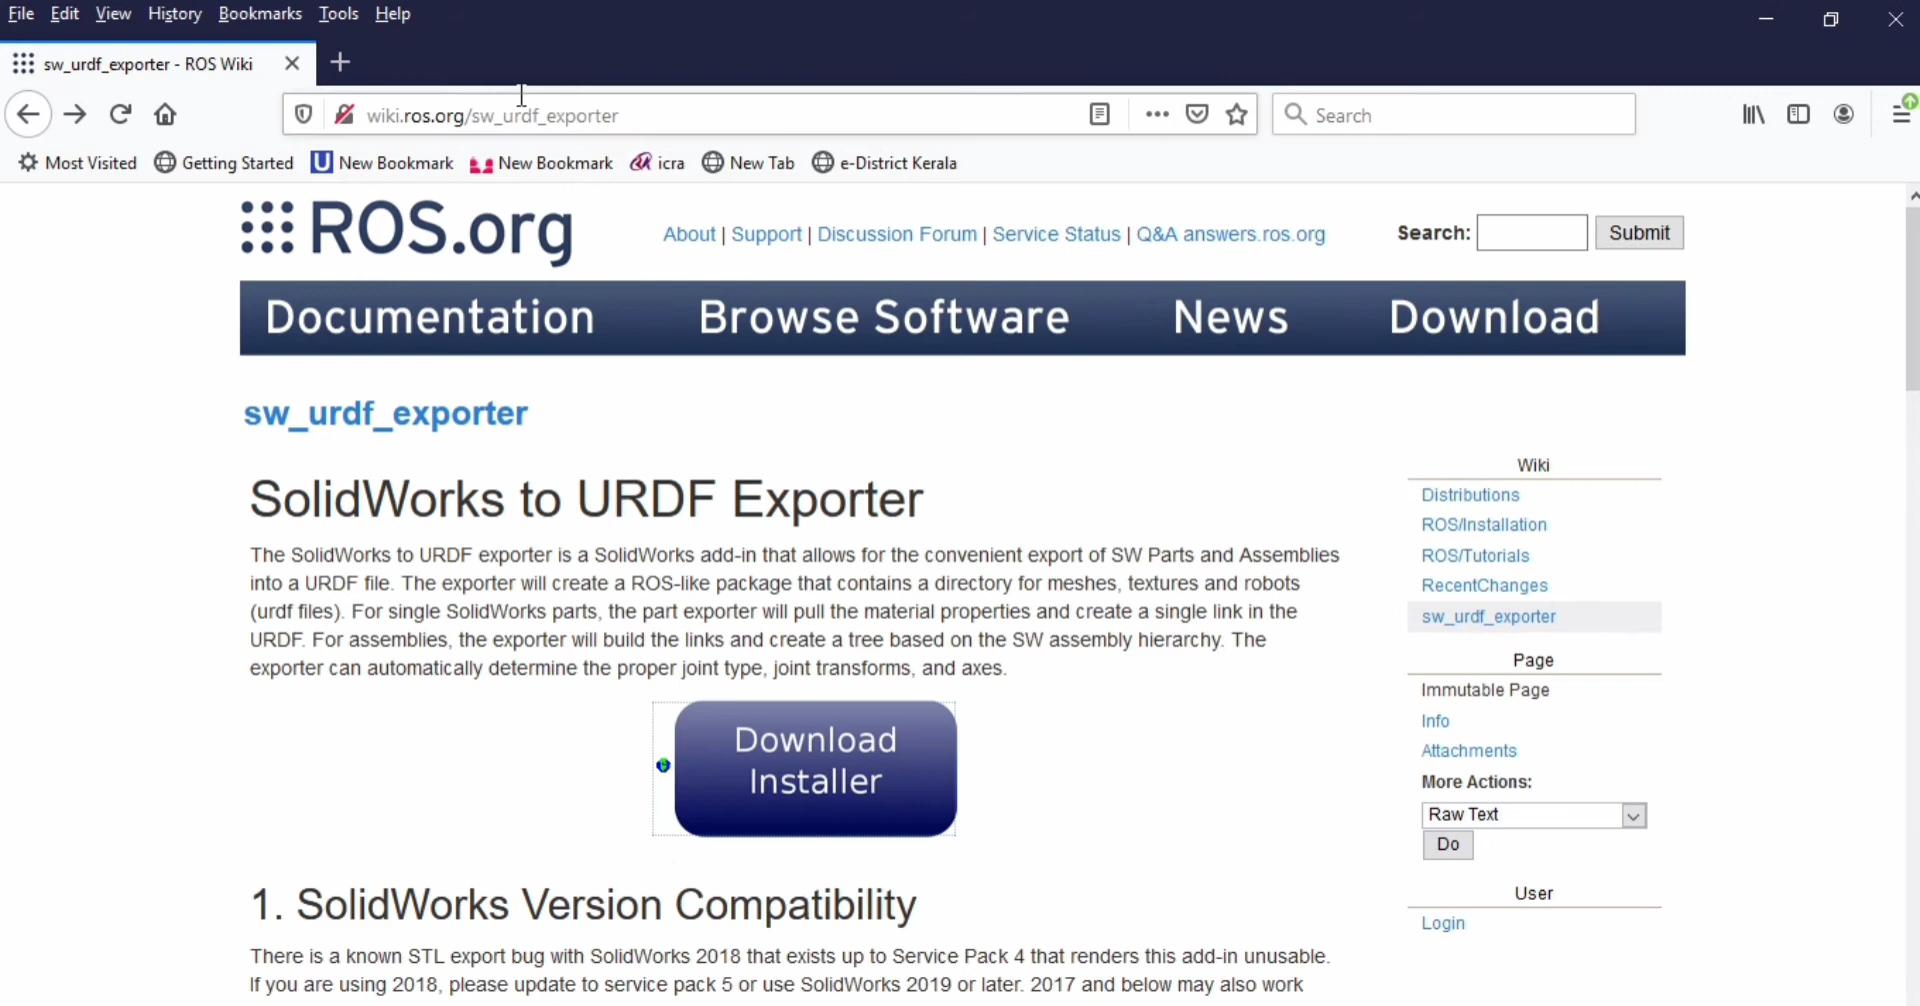 File Edit View History Bookmarks Tools Help
sw_urdf_exporter - ROS Wiki
wiki.ros.org/sw_urdf_exporter
Search
Most Visited Getting Started New Bookmark New Bookmark icra New Tab e-District Kerala
ROS.org
About | Support | Discussion Forum | Service Status | Q&A answers.ros.org
Search: Submit
Documentation Browse Software News Download
sw_urdf_exporter
SolidWorks to URDF Exporter
The SolidWorks to URDF exporter is a SolidWorks add-in that allows for the convenient export of SW Parts and Assemblies
into a URDF file. The exporter will create a ROS-like package that contains a directory for meshes, textures and robots
(urdf files). For single SolidWorks parts, the part exporter will pull the material properties and create a single link in the
URDF. For assemblies, the exporter will build the links and create a tree based on the SW assembly hierarchy. The
exporter can automatically determine the proper joint type, joint transforms, and axes.
Download
Installer
1. SolidWorks Version Compatibility
There is a known STL export bug with SolidWorks 2018 that exists up to Service Pack 4 that renders this add-in unusable.
If you are using 2018, please update to service pack 5 or use SolidWorks 2019 or later. 2017 and below may also work
Wiki
Distributions
ROS/Installation
ROS/Tutorials
RecentChanges
sw_urdf_exporter
Page
Immutable Page
Info
Attachments
More Actions:
Raw Text
Do
User
Login